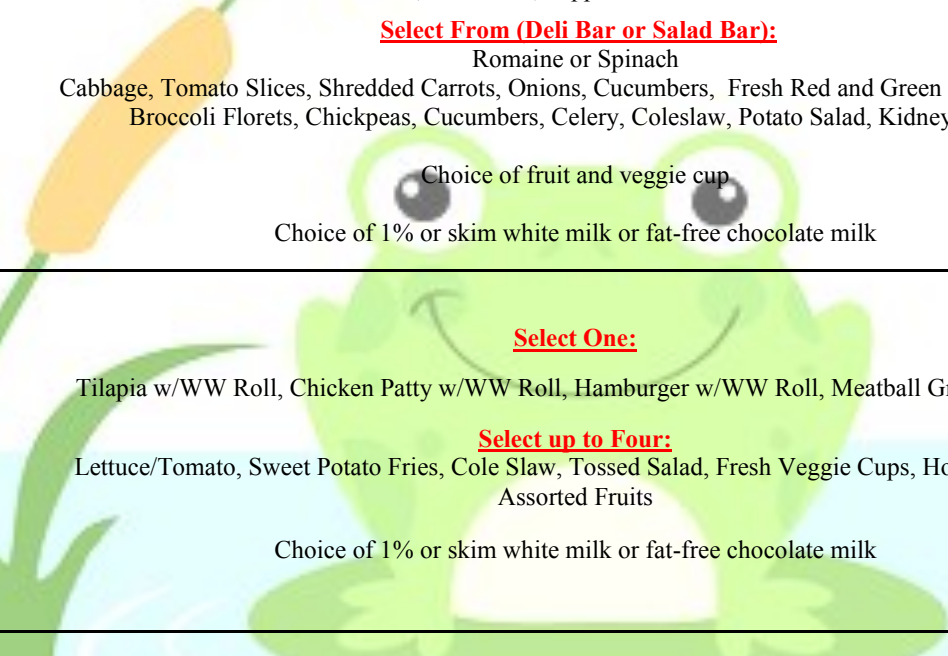 Select From (Deli Bar or Salad Bar):
Romaine or Spinach
Cabbage, Tomato Slices, Shredded Carrots, Onions, Cucumbers, Fresh Red and Green
Broccoli Florets, Chickpeas, Cucumbers, Celery, Coleslaw, Potato Salad, Kidney
Choice of fruit and veggie cup
Choice of 1% or skim white milk or fat-free chocolate milk
Select One:
Tilapia w/WW Roll, Chicken Patty w/WW Roll, Hamburger w/WW Roll, Meatball
Select up to Four:
Lettuce/Tomato, Sweet Potato Fries, Cole Slaw, Tossed Salad, Fresh Veggie Cups,
Assorted Fruits
Choice of 1% or skim white milk or fat-free chocolate milk